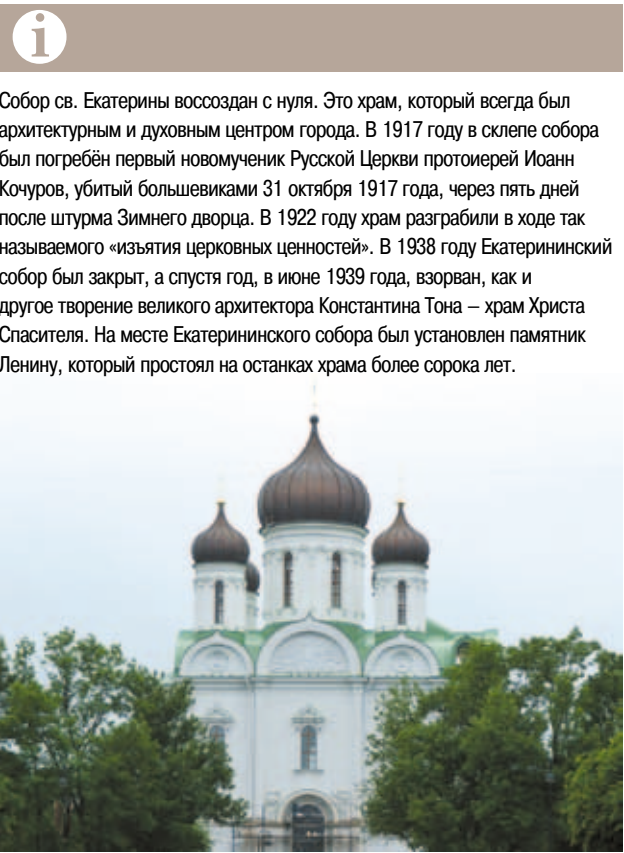 i
Собор св. Екатерины воссоздан с нуля. Это храм, который всегда был
архитектурным и духовным центром города. В 1917 году в склепе собора
был погребён первый новомученик Русской Церкви протоиерей Иоанн
Кочуров, убитый большевиками 31 октября 1917 года, через пять дней
после штурма Зимнего дворца. В 1922 году храм разграбили в ходе так
называемого «изъятия церковных ценностей». В 1938 году Екатерининский
собор был закрыт, а спустя год, в июне 1939 года, взорван, как и
другое творение великого архитектора Константина Тона – храм Христа
Спасителя. На месте Екатерининского собора был установлен памятник
Ленину, который простоял на останках храма более сорока лет.